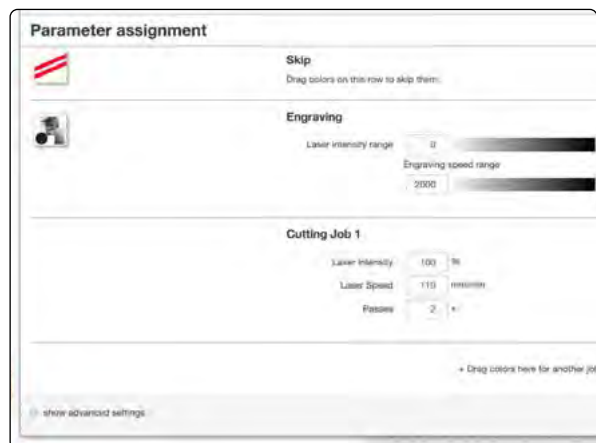 Parameter assignment
Skip
Drag colors on this row to skip them.
Engraving
Laser intensity range 0
Engraving speed range
2000
Cutting Job 1
Laser Intensity 100 %
Laser Speed 110 mm/min
Passes 2 x
+ Drag colors here for another job
show advanced settings